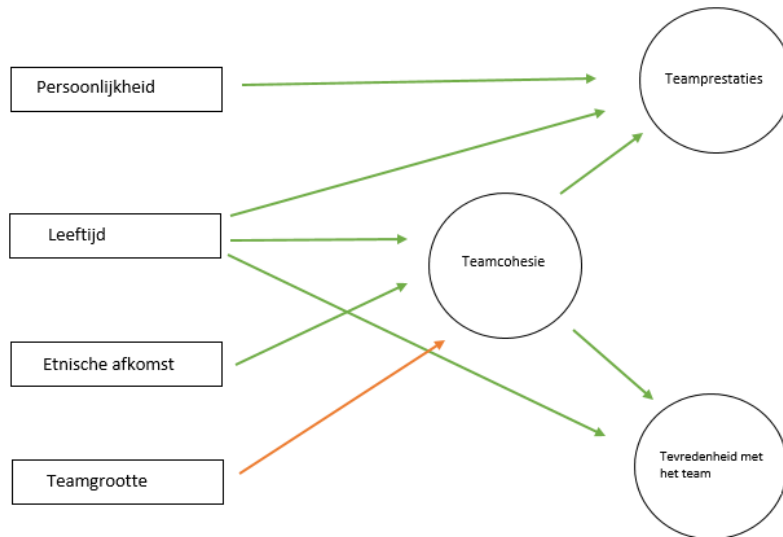 Persoonlijkheid
Teamprestaties
Leeftijd
Teamcohesie
Etnische afkomst
Teamgrootte
Tevredenheid met
het team